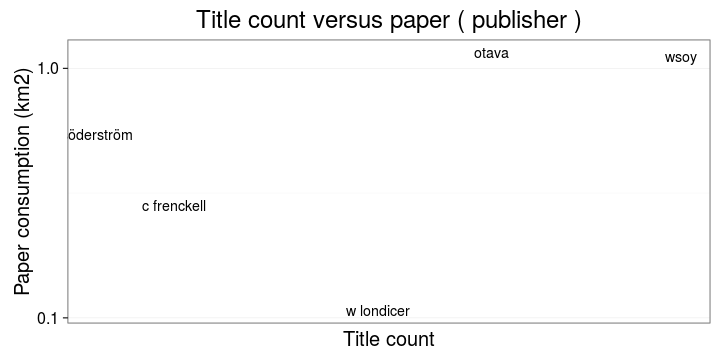 Title count versus paper ( publisher )
otava
wsoy
1.0
öderström
c frenckell
w londicer
0.1
Paper consumption (km2)
Title count